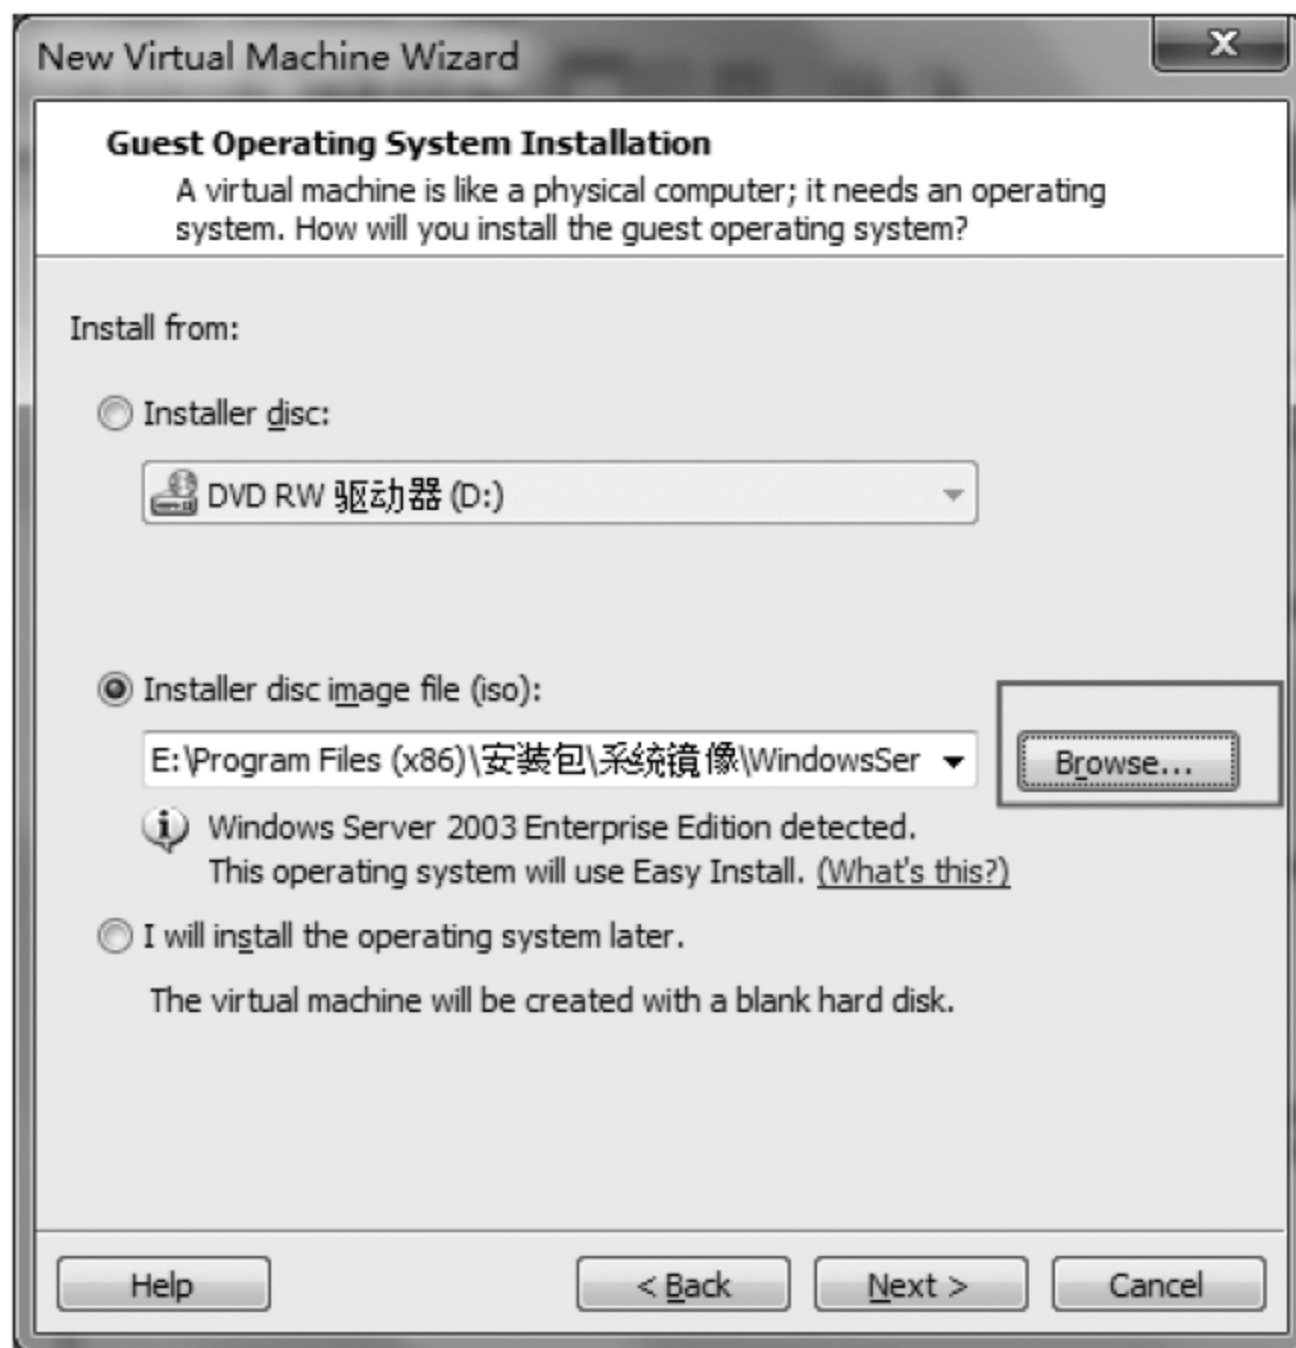 New Virtual Machine Wizard
Guest Operating System Installation
A virtual machine is like a physical computer; it needs an operating
system. How will you install the guest operating system?
Install from:
Installer disc:
DVD RW 驱动器 (D:)
Installer disc image file (iso):
E:\Program Files (x86)\安装包\系统镜像\WindowsSer
Browse...
Windows Server 2003 Enterprise Edition detected.
This operating system will use Easy Install. (What's this?)
I will install the operating system later.
The virtual machine will be created with a blank hard disk.
Help
< Back
Next >
Cancel